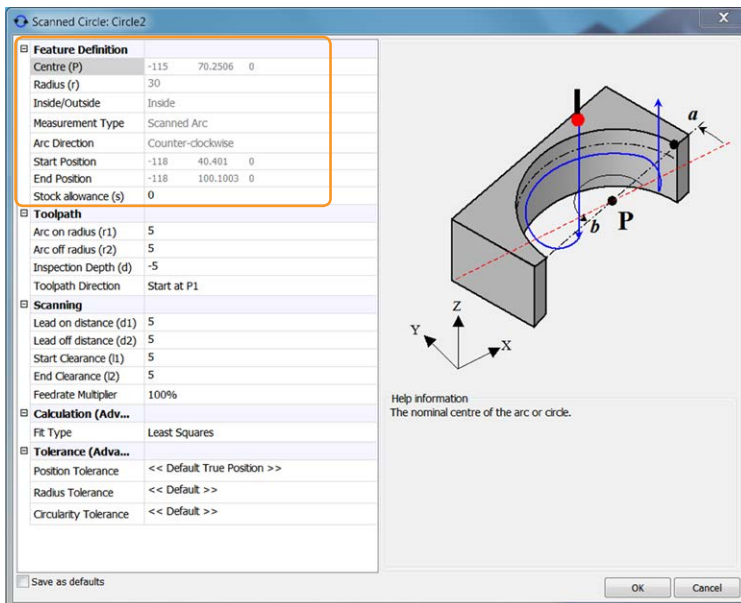 Scanned Circle: Circle2
X
Feature Definition
Centre (P) -115 70.2506 0
Radius (r) 30
Inside/Outside Inside
Measurement Type Scanned Arc
Arc Direction Counter-clockwise
Start Position -118 40.401 0
End Position -118 100.1003 0
Stock allowance (s) 0
Toolpath
Arc on radius (r1) 5
Arc off radius (r2) 5
Inspection Depth (d) -5
Toolpath Direction Start at P1
Scanning
Lead on distance (d1) 5
Lead off distance (d2) 5
Start Clearance (l1) 5
End Clearance (l2) 5
Feedrate Multiplier 100%
Calculation (Adv...
Fit Type Least Squares
Tolerance (Adva...
Position Tolerance << Default True Position >>
Radius Tolerance << Default >>
Circularity Tolerance << Default >>
a
b
P
Z
Y
X
Help information
The nominal centre of the arc or circle.
Save as defaults
OK
Cancel